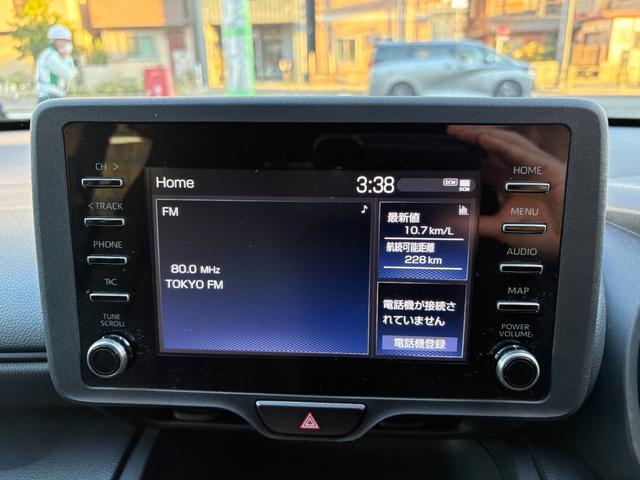 CH >
< TRACK
PHONE
T&C
TUNE
SCROLL
Home
3:38
DCM
DCM
FM
80.0 MHz
TOKYO FM
最新値
10.7 km/L
航続可能距離
228 km
電話機が接続さ
れていません
電話機登録
HOME
MENU
AUDIO
MAP
POWER
VOLUME